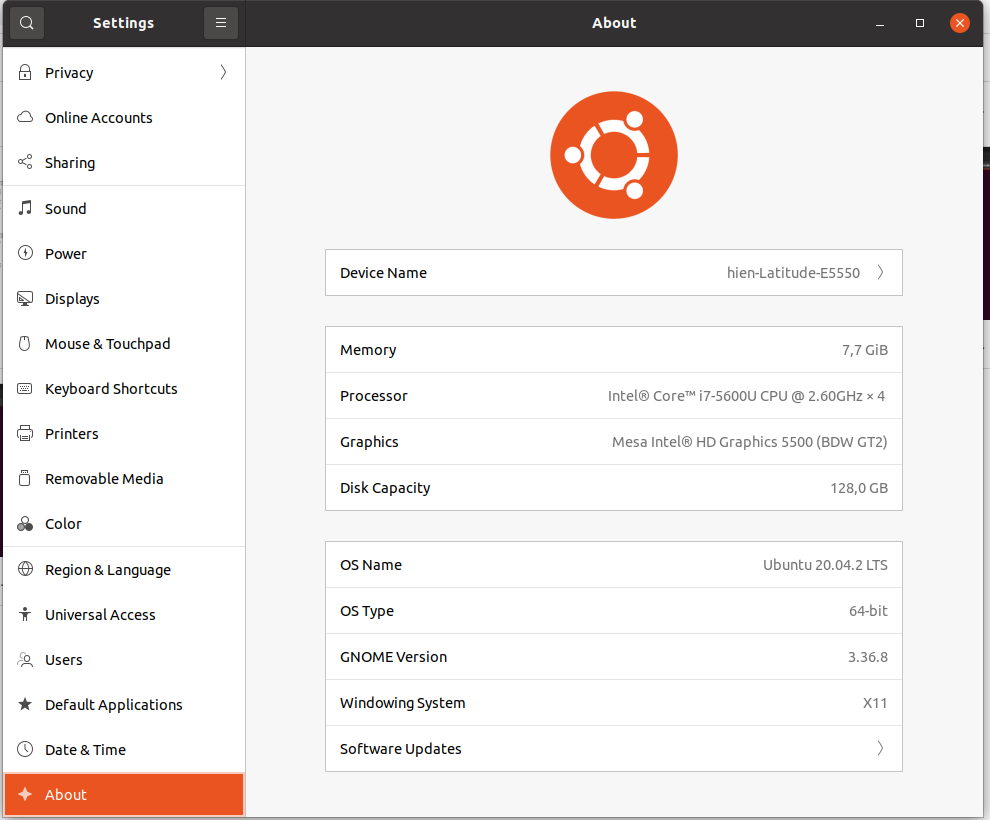 Settings
About
Privacy
Online Accounts
Sharing
Sound
Power
Displays
Mouse & Touchpad
Keyboard Shortcuts
Printers
Removable Media
Color
Region & Language
Universal Access
Users
Default Applications
Date & Time
About
Device Name hien-Latitude-E5550
Memory 7,7 GiB
Processor Intel® Core™ i7-5600U CPU @ 2.60GHz × 4
Graphics Mesa Intel® HD Graphics 5500 (BDW GT2)
Disk Capacity 128,0 GB
OS Name Ubuntu 20.04.2 LTS
OS Type 64-bit
GNOME Version 3.36.8
Windowing System X11
Software Updates